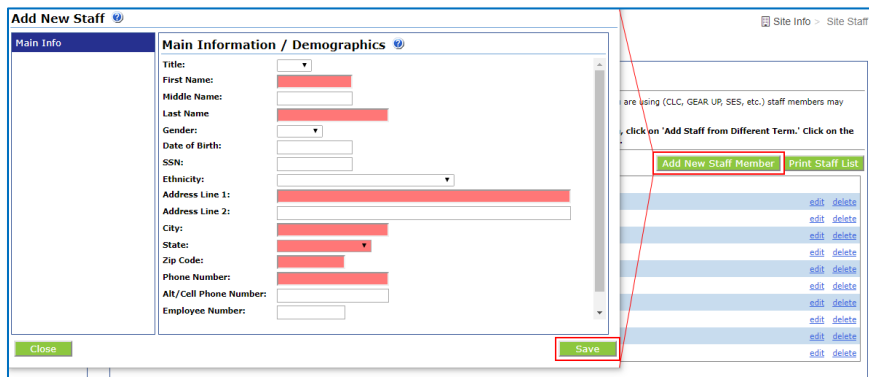 Add New Staff
Site Info > Site Staff
Main Info
Main Information / Demographics
Title:
First Name:
Middle Name:
Last Name
Gender:
Date of Birth:
SSN:
Ethnicity:
Address Line 1:
Address Line 2:
City:
State:
Zip Code:
Phone Number:
Alt/Cell Phone Number:
Employee Number:
Close
Save
are using (CLC, GEAR UP, SES, etc.) staff members may
, click on 'Add Staff from Different Term.' Click on the
Add New Staff Member Print Staff List
edit delete
edit delete
edit delete
edit delete
edit delete
edit delete
edit delete
edit delete
edit delete
edit delete